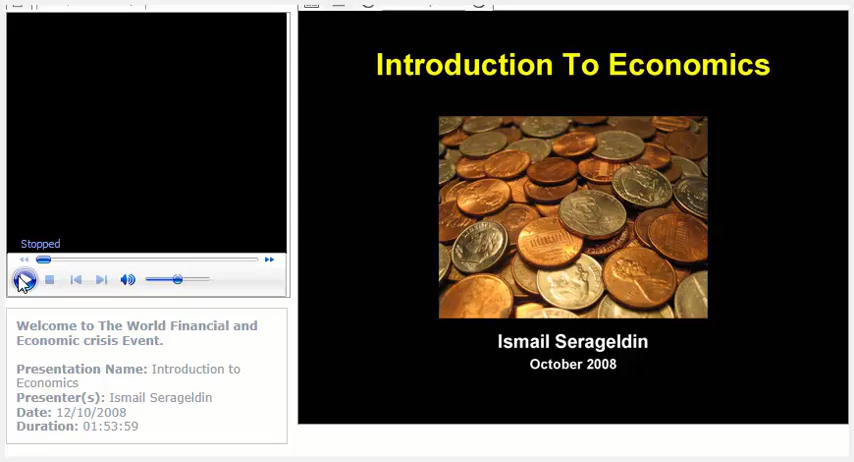 Stopped
Welcome to The World Financial and
Economic crisis Event.
Presentation Name: Introduction to
Economics
Presenter(s): Ismail Serageldin
Date: 12/10/2008
Duration: 01:53:59
Introduction To Economics
Ismail Serageldin
October 2008